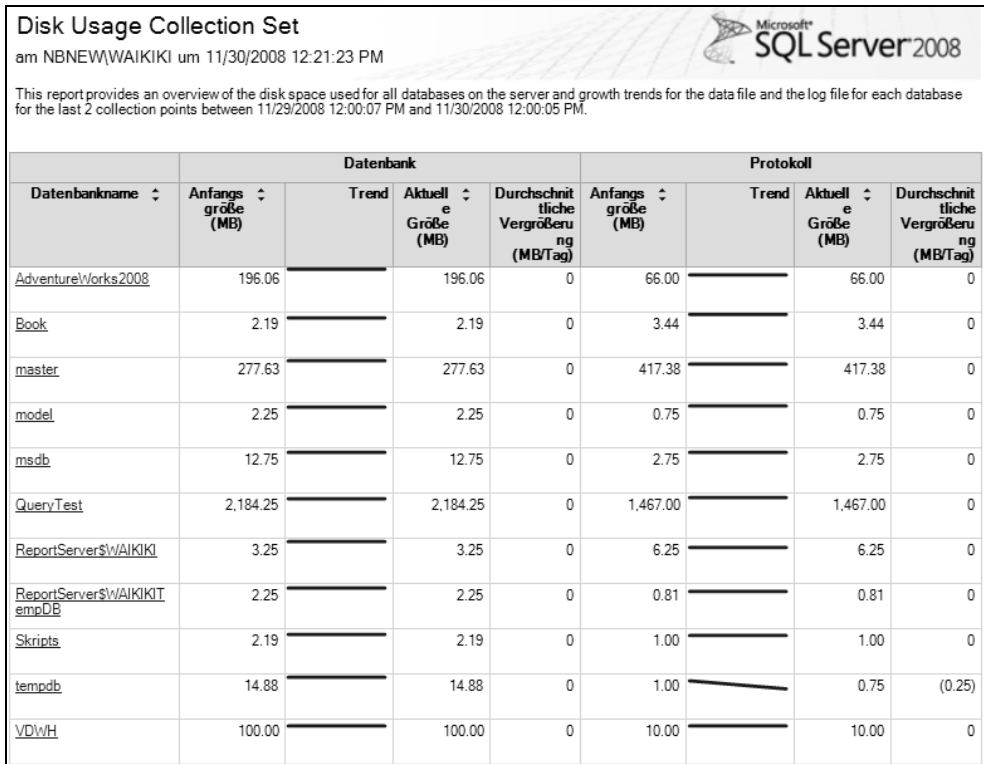 Disk Usage Collection Set
am NBNEW\WAIKIKI um 11/30/2008 12:21:23 PM
Microsoft®
SQL Server 2008
This report provides an overview of the disk space used for all databases on the server and growth trends for the data file and the log file for each database
for the last 2 collection points between 11/29/2008 12:00:07 PM and 11/30/2008 12:00:05 PM.
Datenbank Protokoll
Datenbankname Anfangs größe (MB) Trend Aktuell e Größe (MB) Durchschnit tliche Vergrößeru ng (MB/Tag) Anfangs größe (MB) Trend Aktuell e Größe (MB) Durchschnit tliche Vergrößeru ng (MB/Tag)
AdventureWorks2008 196.06 196.06 0 66.00 66.00 0
Book 2.19 2.19 0 3.44 3.44 0
master 277.63 277.63 0 417.38 417.38 0
model 2.25 2.25 0 0.75 0.75 0
msdb 12.75 12.75 0 2.75 2.75 0
QueryTest 2,184.25 2,184.25 0 1,467.00 1,467.00 0
ReportServer$WAIKIKI 3.25 3.25 0 6.25 6.25 0
ReportServer$WAIKIKIT empDB 2.25 2.25 0 0.81 0.81 0
Skripts 2.19 2.19 0 1.00 1.00 0
tempdb 14.88 14.88 0 1.00 0.75 (0.25)
VDWH 100.00 100.00 0 10.00 10.00 0